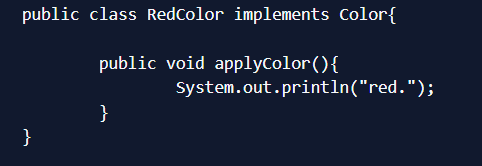 public class RedColor implements Color{
public void applyColor(){
System.out.println("red.");
}
}